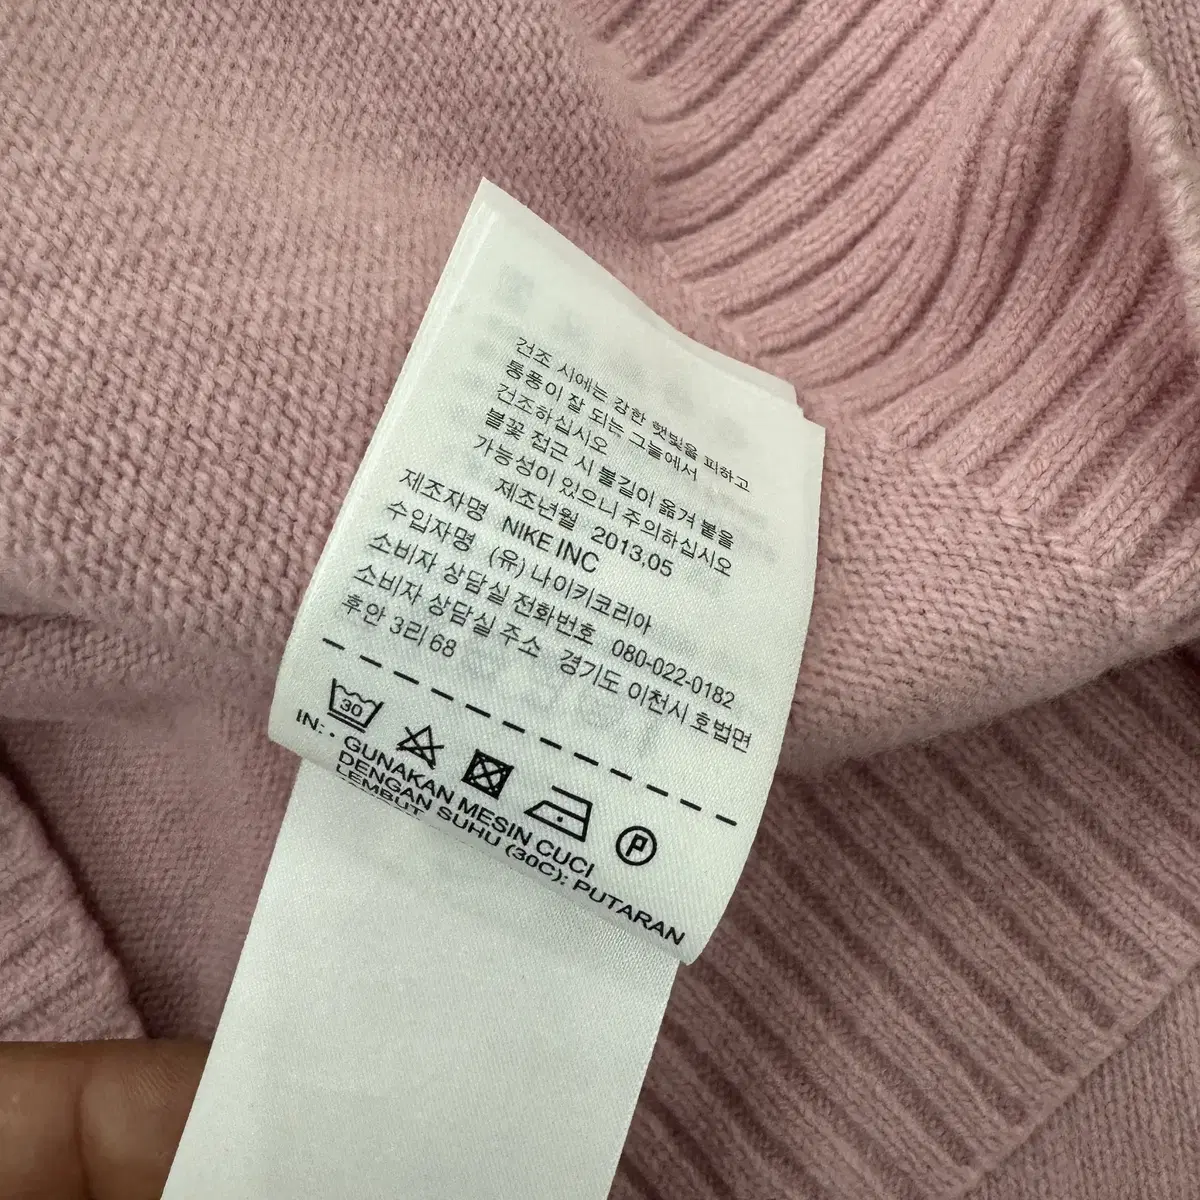 건조 시에는 강한 햇빛을 피하고
통풍이 잘 되는 그늘에서
건조하십시오
불꽃 접근 시 불길이 옮겨 붙을
가능성이 있으니 주의하십시오
제조년월 2013.05
제조자명 NIKE INC
수입자명 (유)나이키코리아
소비자 상담실 전화번호 080-022-0182
소비자 상담실 주소 경기도 이천시 호법면
후안 3리 68
30
P
IN: • GUNAKAN MESIN CUCI
DENGAN SUHU (30C); PUTARAN
LEMBUT